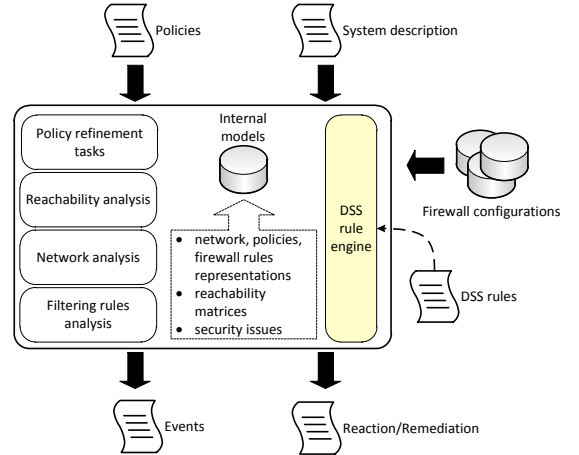 Policies
System description
Policy refinement
tasks
Reachability analysis
Network analysis
Filtering rules
analysis
Internal
models
• network, policies,
firewall rules
representations
• reachability
matrices
• security issues
DSS
rule
engine
Firewall configurations
DSS rules
Events
Reaction/Remediation